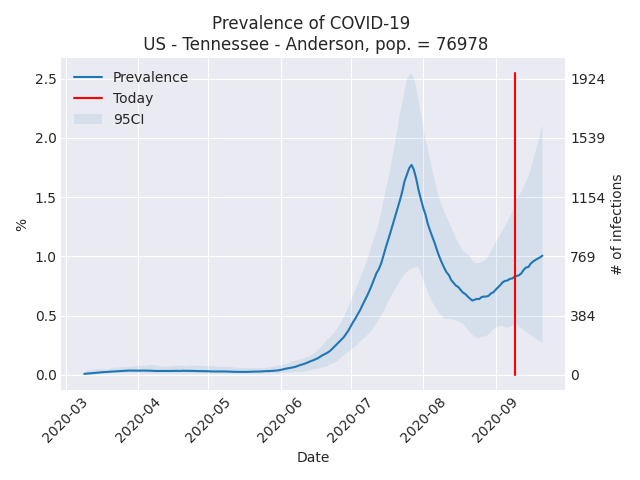 Prevalence of COVID-19
US - Tennessee - Anderson, pop. = 76978
Prevalence
Today
95CI
2.5
2.0
1.5
1.0
0.5
0.0
%
1924
1539
1154
769
384
0
# of infections
2020-03
2020-04
2020-05
2020-06
2020-07
2020-08
2020-09
Date